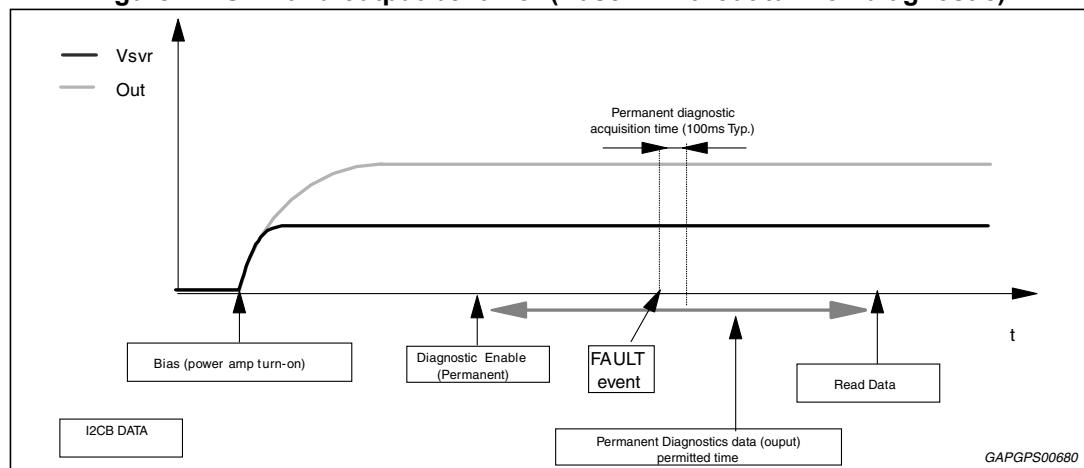 Vsvr
Out
Permanent diagnostic
acquisition time (100ms Typ.)
t
Bias (power amp turn-on)
Diagnostic Enable
(Permanent)
FAULT
event
Read Data
I2CB DATA
Permanent Diagnostics data (ouput)
permitted time
GAPGPS00680